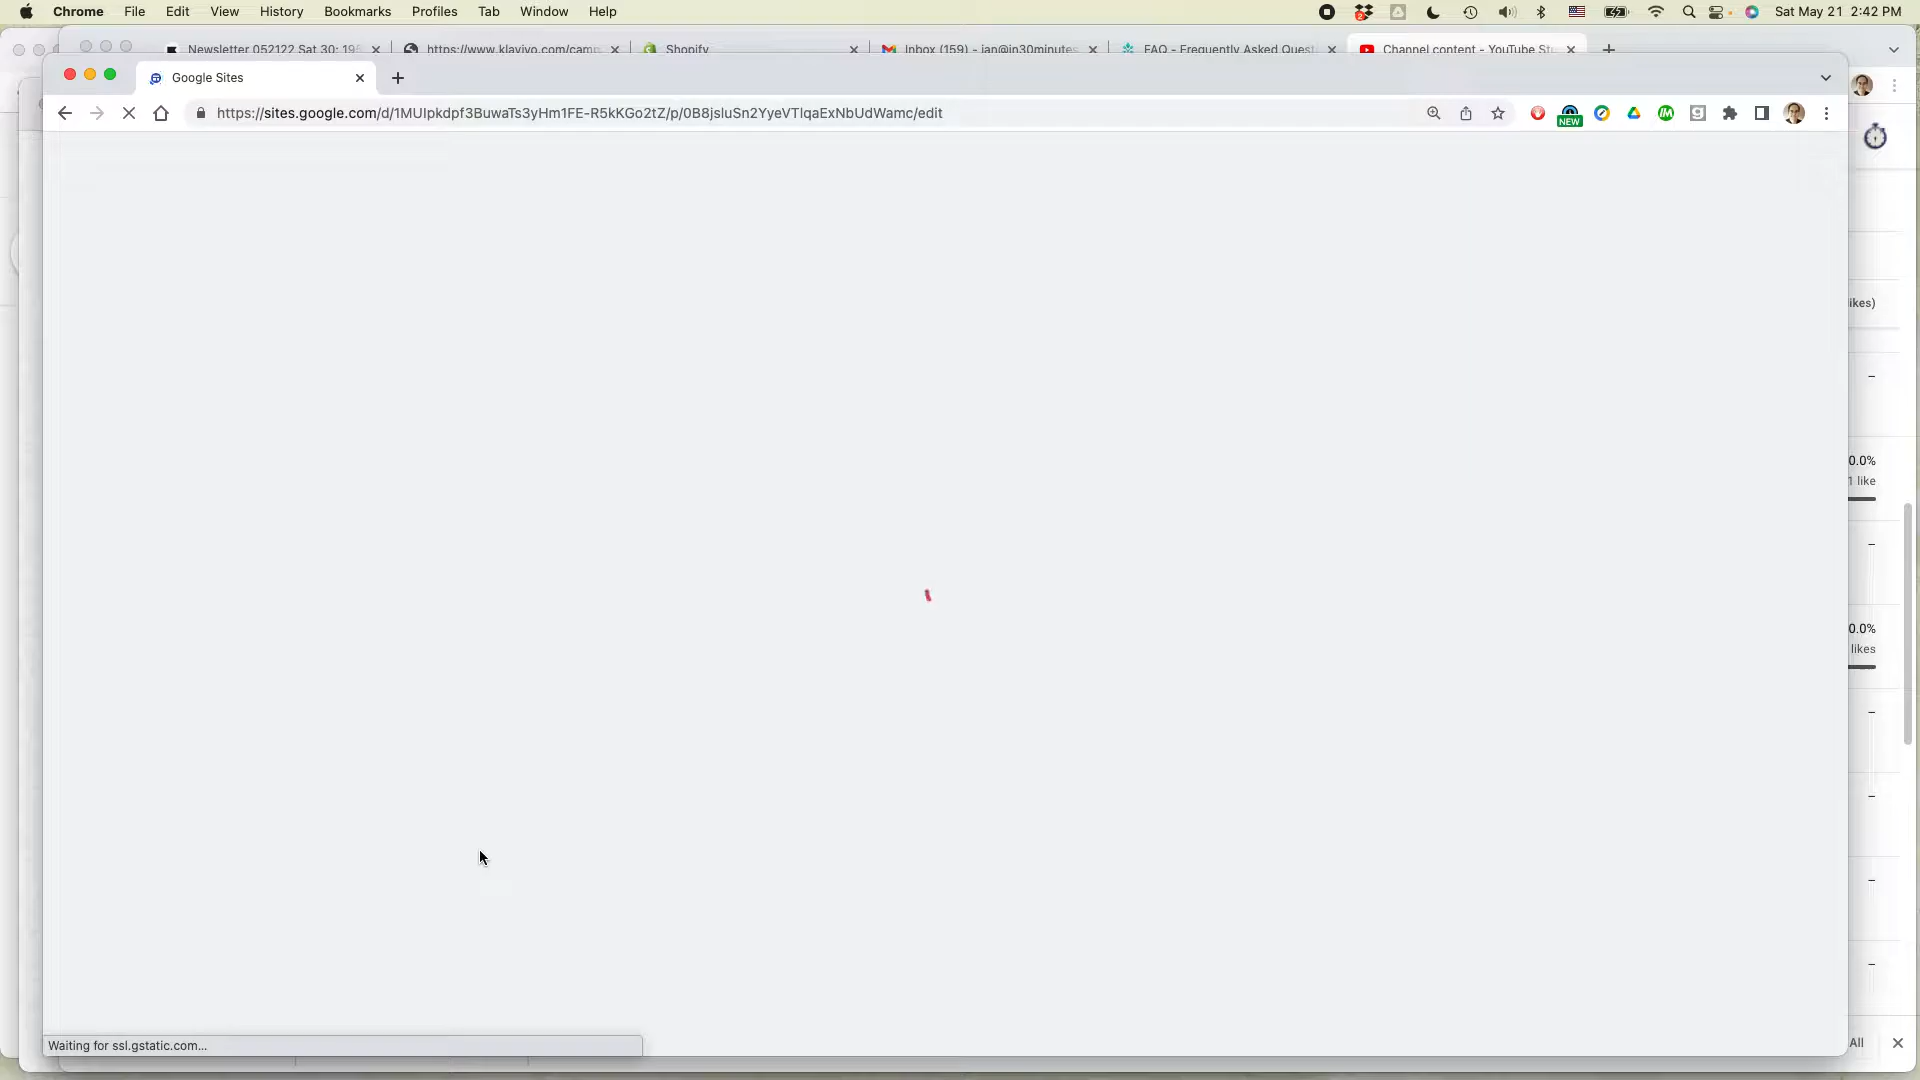 Chrome File Edit View History Bookmarks Profiles Tab Window Help Sat May 21 2:42 PM
Newsletter 052122 Sat 30: 195 https://www.klaviyo.com/camp Shopify Inbox (159) - ian@in30minutes FAQ - Frequently Asked Quest Channel content - YouTube St
Google Sites
https://sites.google.com/d/1MUIpkdpf3BuwaTs3yHm1FE-R5kKGo2tZ/p/0B8jsluSn2YyeVTlqaExNbUdWamc/edit
NEW
ikes)
–
0.0%
1 like
–
0.0%
likes
–
–
–
–
Waiting for ssl.gstatic.com...
All